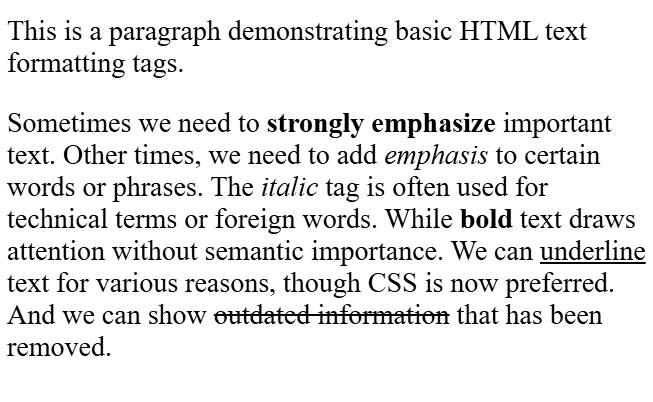 This is a paragraph demonstrating basic HTML text
formatting tags.
Sometimes we need to strongly emphasize important
text. Other times, we need to add emphasis to certain
words or phrases. The italic tag is often used for
technical terms or foreign words. While bold text draws
attention without semantic importance. We can underline
text for various reasons, though CSS is now preferred.
And we can show outdated information that has been
removed.